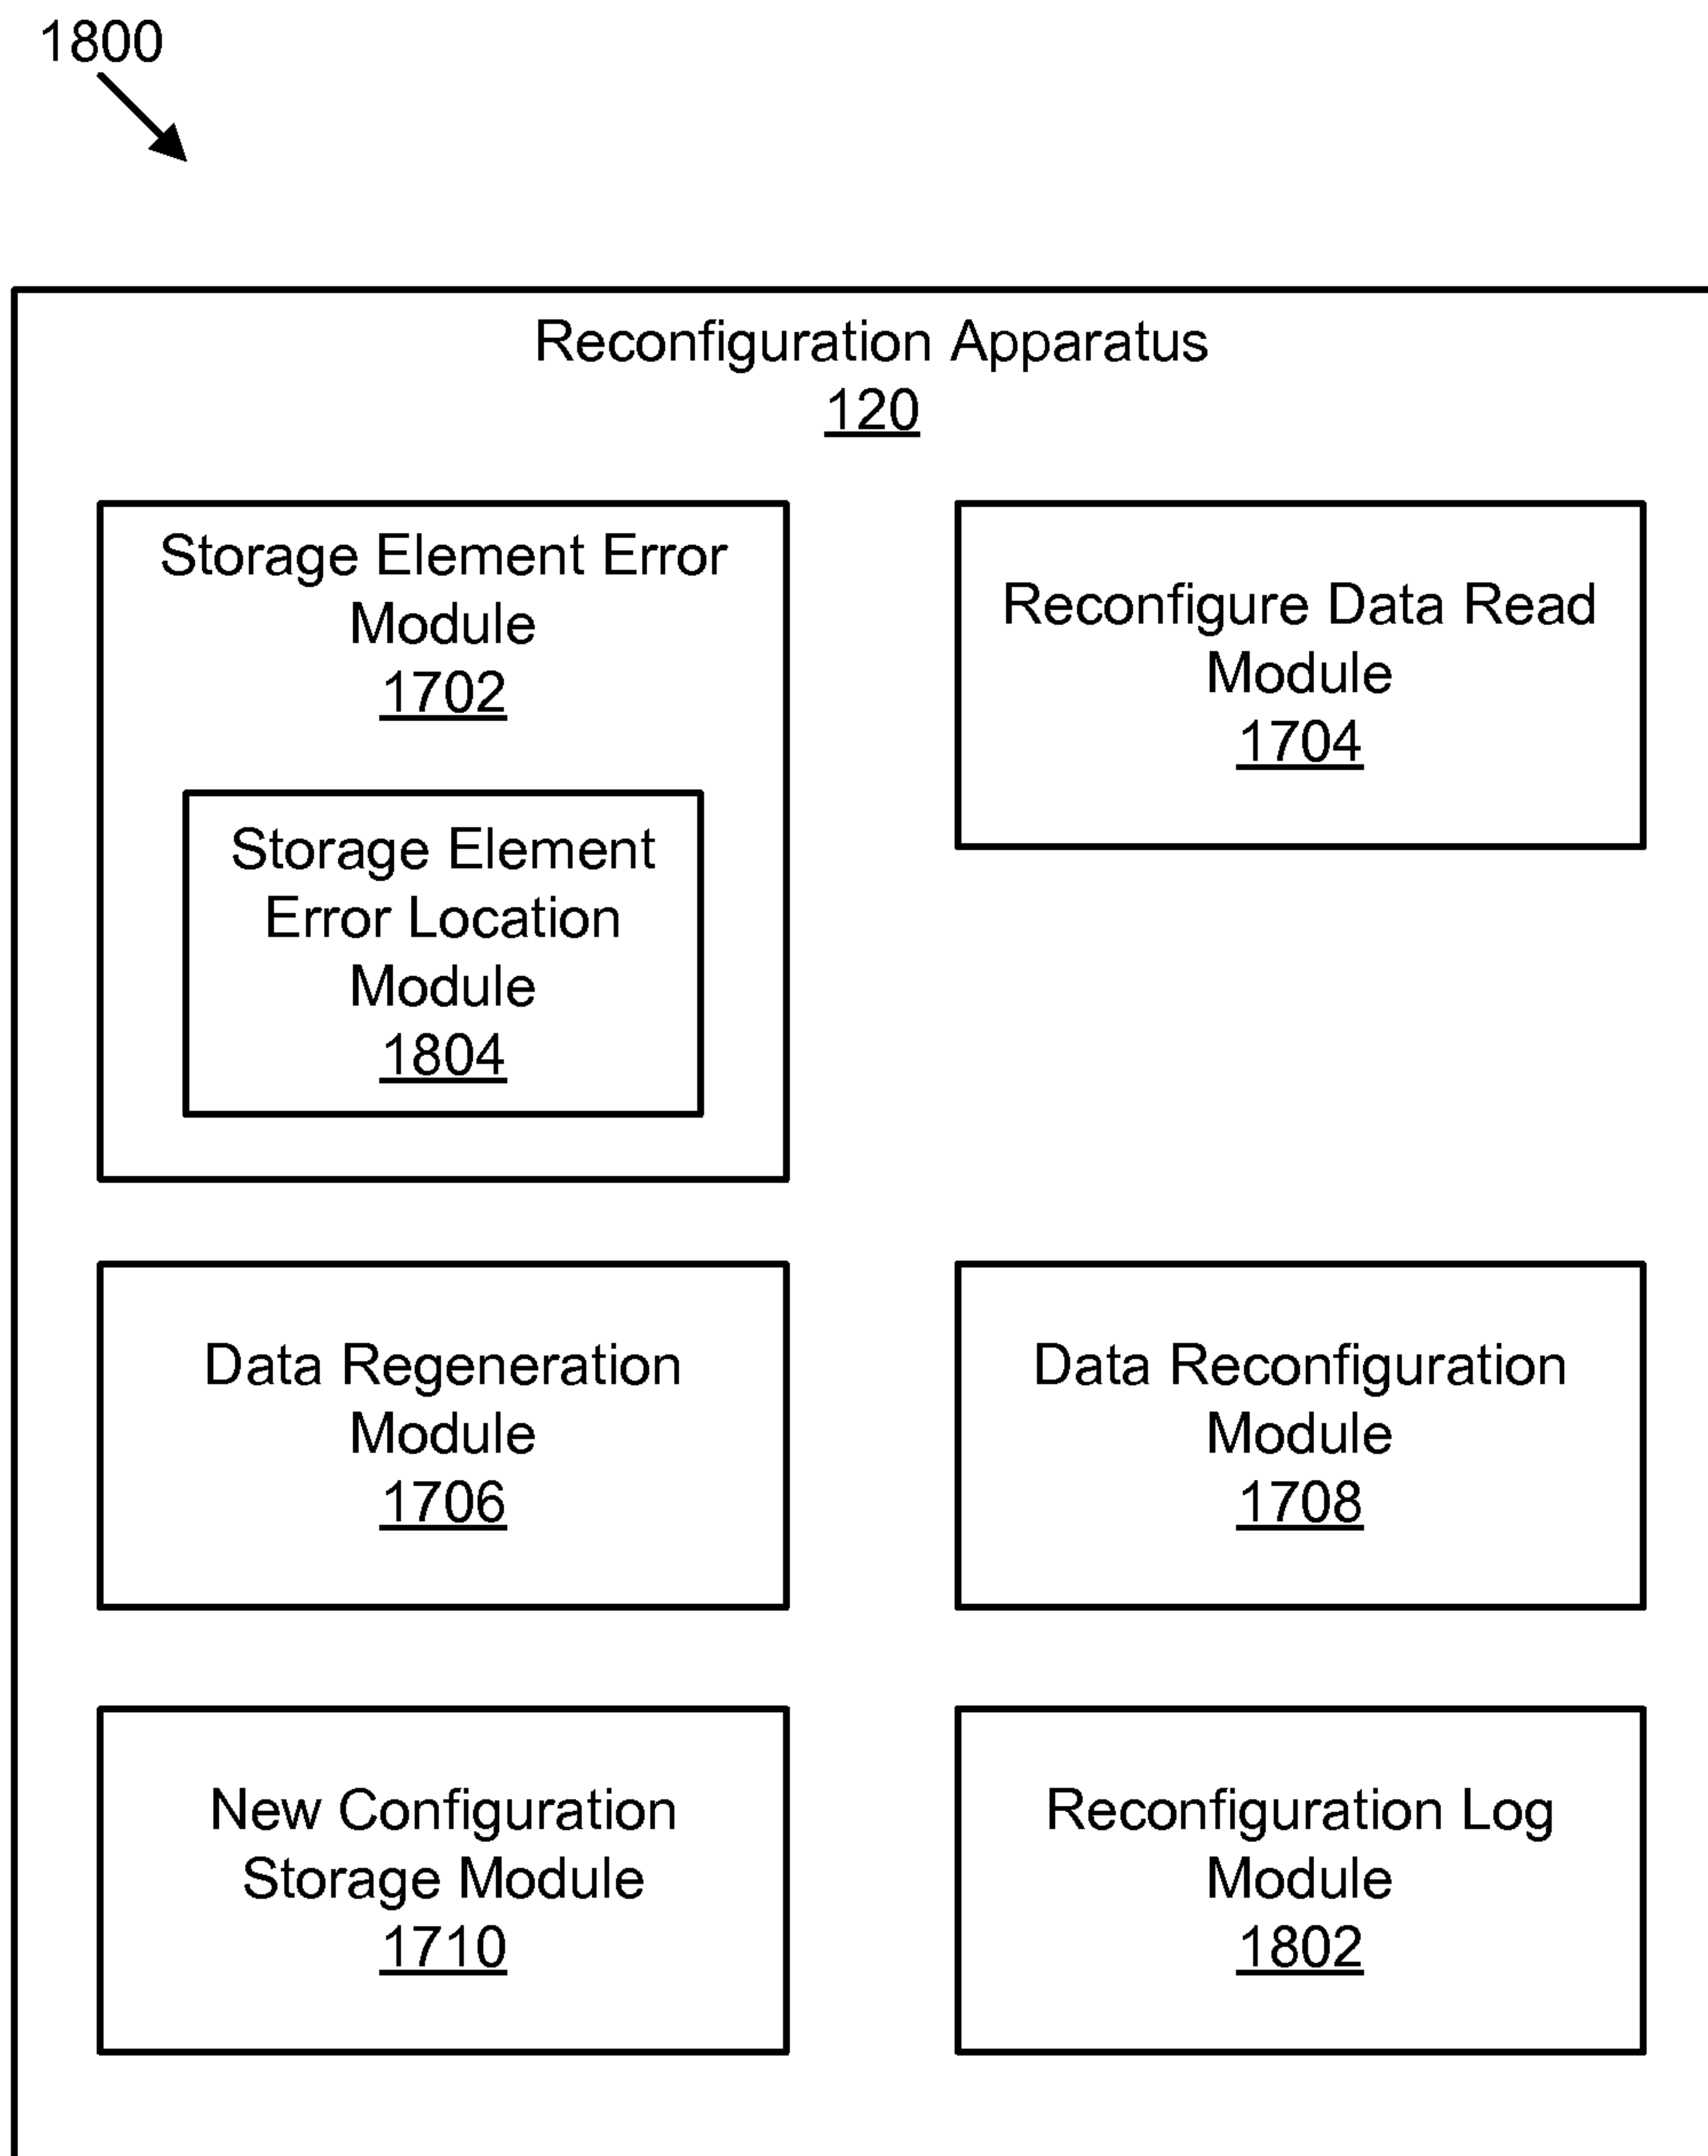 1800
Reconfiguration Apparatus
120
Storage Element Error
Module
1702
Storage Element
Error Location
Module
1804
Reconfigure Data Read
Module
1704
Data Regeneration
Module
1706
Data Reconfiguration
Module
1708
New Configuration
Storage Module
1710
Reconfiguration Log
Module
1802